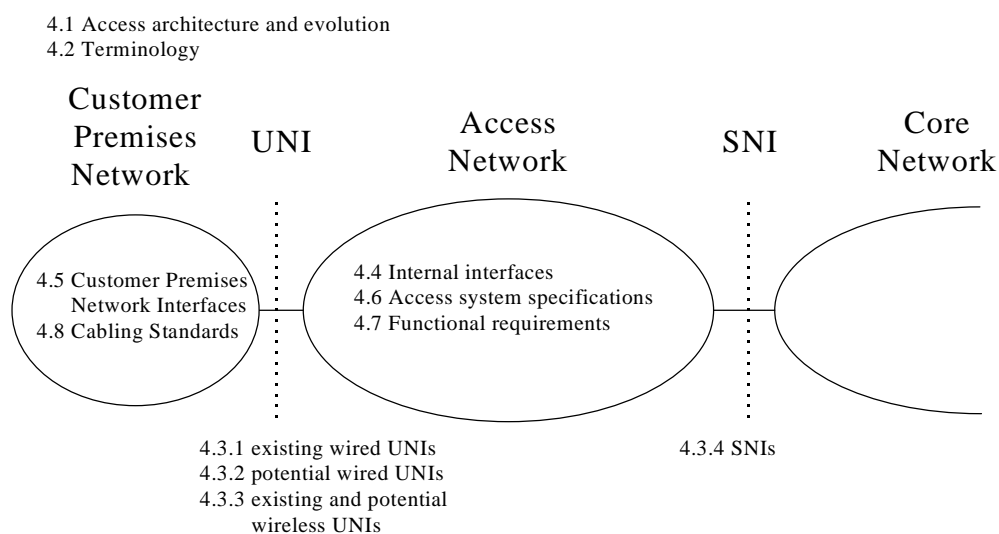 4.1 Access architecture and evolution
4.2 Terminology
Customer
Premises
Network
UNI
Access
Network
SNI
Core
Network
4.5 Customer Premises
Network Interfaces
4.8 Cabling Standards
4.4 Internal interfaces
4.6 Access system specifications
4.7 Functional requirements
4.3.1 existing wired UNIs
4.3.2 potential wired UNIs
4.3.3 existing and potential
wireless UNIs
4.3.4 SNIs